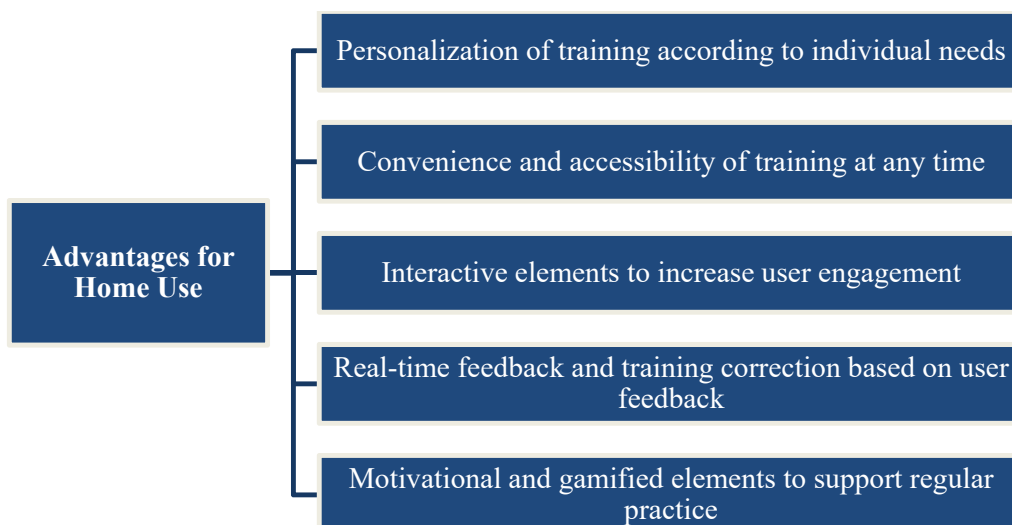 Personalization of training according to individual needs
Convenience and accessibility of training at any time
Advantages for
Home Use
Interactive elements to increase user engagement
Real-time feedback and training correction based on user
feedback
Motivational and gamified elements to support regular
practice